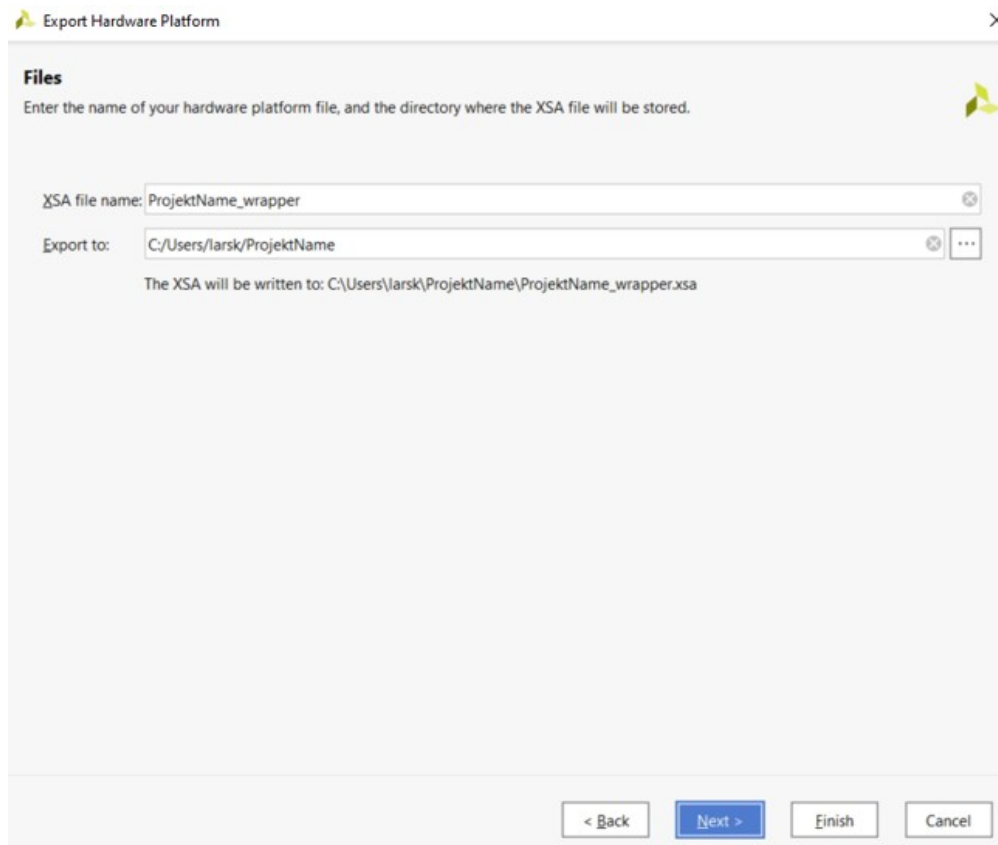 Export Hardware Platform
Files
Enter the name of your hardware platform file, and the directory where the XSA file will be stored.
XSA file name: ProjektName_wrapper
Export to: C:/Users/larsk/ProjektName
The XSA will be written to: C:\Users\larsk\ProjektName\ProjektName_wrapper.xsa
< Back Next > Finish Cancel